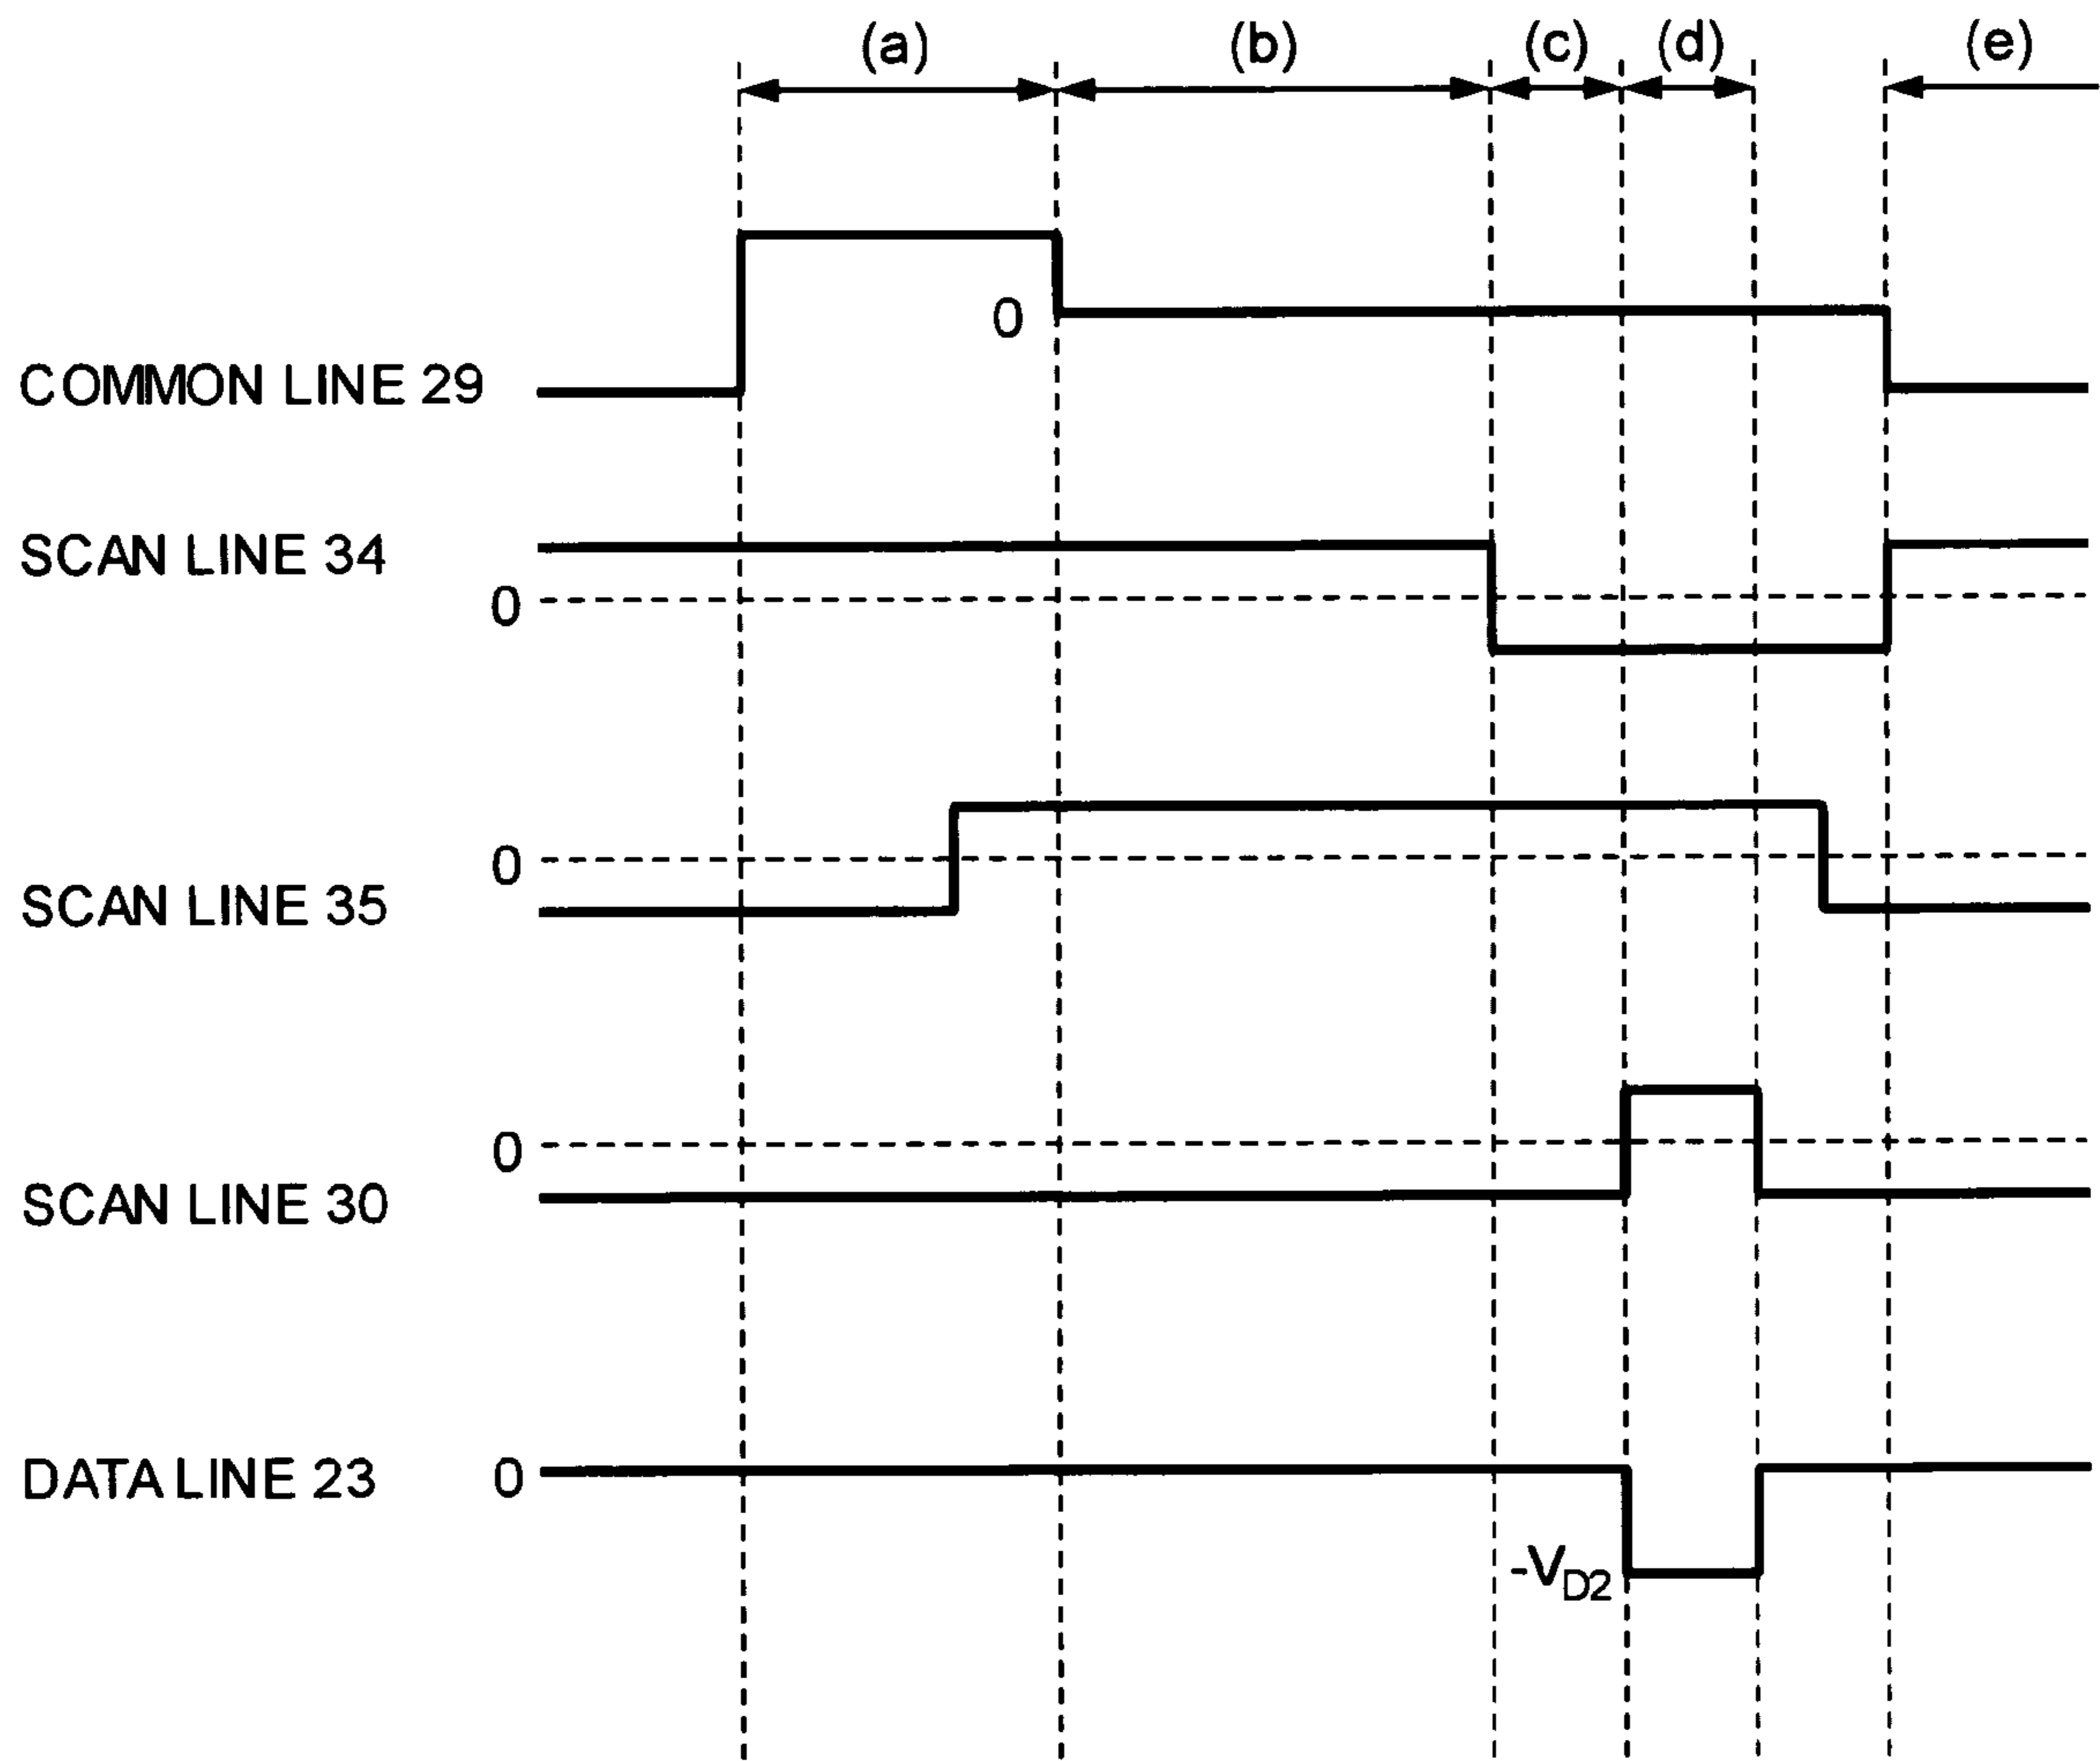 (a) (b) (c) (d) (e)
0
COMMON LINE 29
SCAN LINE 34
0
0
SCAN LINE 35
0
SCAN LINE 30
DATA LINE 23 0
-VD2